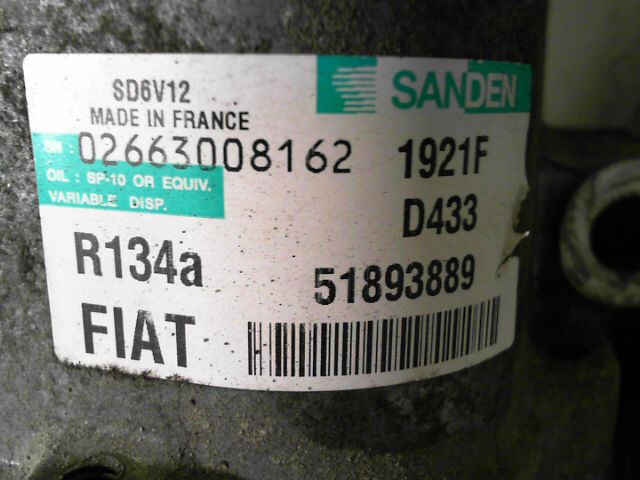 SD6V12
SANDEN
MADE IN FRANCE
SN : 02663008162
1921F
OIL : SP-10 OR EQUIV.
VARIABLE DISP.
D433
R134a
51893889
FIAT